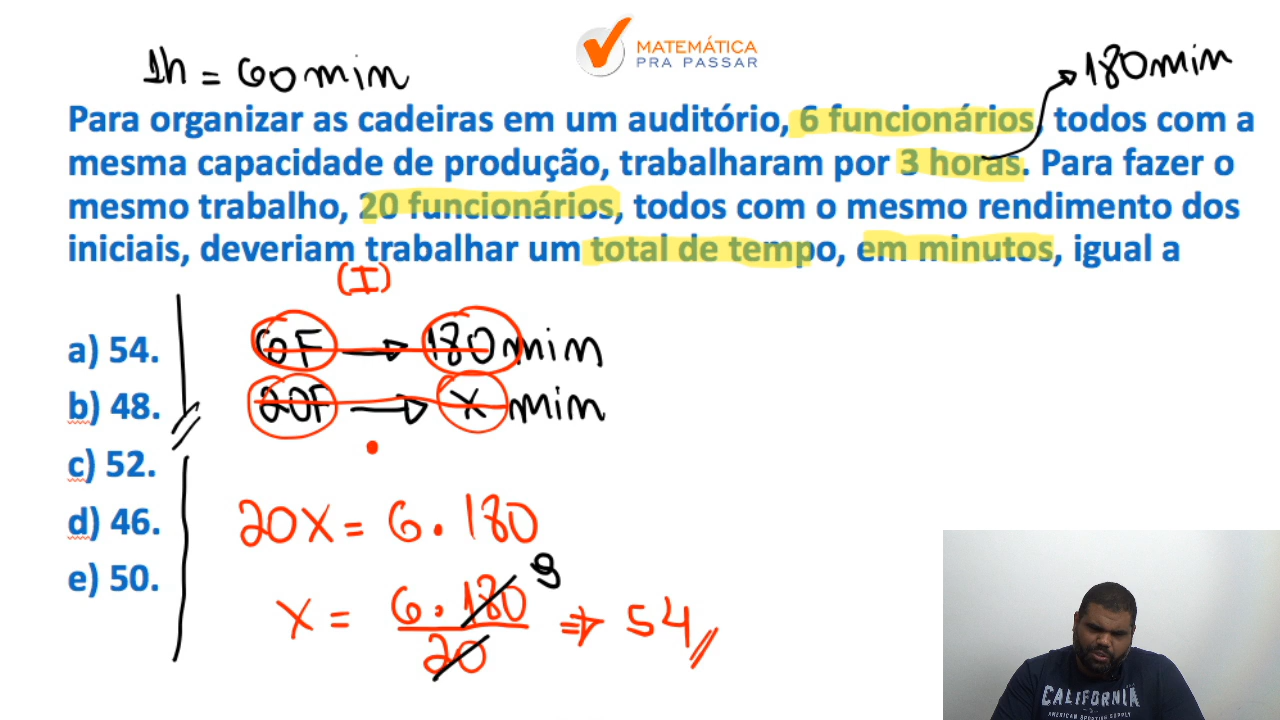 MATEMÁTICA
PRA PASSAR
1h = 60min
180min
Para organizar as cadeiras em um auditório, 6 funcionários, todos com a
mesma capacidade de produção, trabalharam por 3 horas. Para fazer o
mesmo trabalho, 20 funcionários, todos com o mesmo rendimento dos
iniciais, deveriam trabalhar um total de tempo, em minutos, igual a
(I)
a) 54.
6F → 180min
b) 48.
20F → x min
c) 52.
d) 46.
20X = 6.180
e) 50.
9
X = 6.180 / 20 ⇒ 54
CALIFORNIA
AMERICAN SPORTING SUPPLY